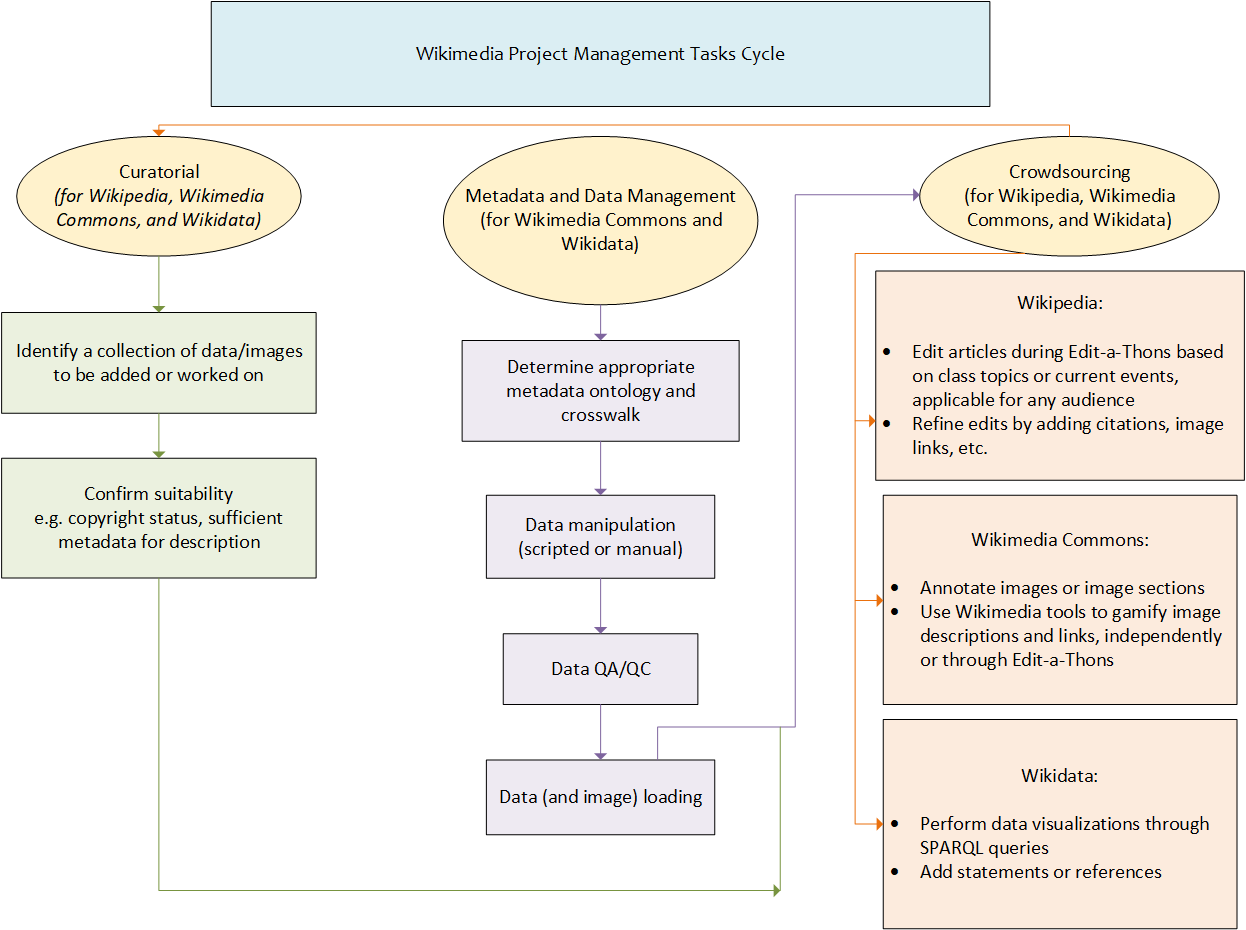 Wikimedia Project Management Tasks Cycle
Curatorial
(for Wikipedia, Wikimedia
Commons, and Wikidata)
Identify a collection of data/images
to be added or worked on
Confirm suitability
e.g. copyright status, sufficient
metadata for description
Metadata and Data Management
(for Wikimedia Commons and
Wikidata)
Determine appropriate
metadata ontology and
crosswalk
Data manipulation
(scripted or manual)
Data QA/QC
Data (and image) loading
Crowdsourcing
(for Wikipedia, Wikimedia
Commons, and Wikidata)
Wikipedia:
• Edit articles during Edit-a-Thons based
on class topics or current events,
applicable for any audience
• Refine edits by adding citations, image
links, etc.
Wikimedia Commons:
• Annotate images or image sections
• Use Wikimedia tools to gamify image
descriptions and links, independently
or through Edit-a-Thons
Wikidata:
• Perform data visualizations through
SPARQL queries
• Add statements or references